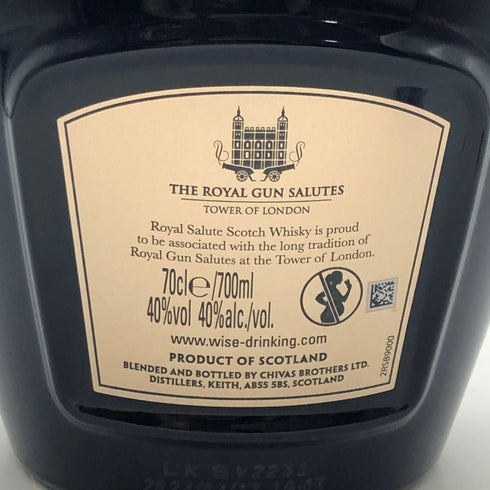 THE ROYAL GUN SALUTES
TOWER OF LONDON
Royal Salute Scotch Whisky is proud
to be associated with the long tradition of
Royal Gun Salutes at the Tower of London.
70cl e /700ml
40%vol 40%alc./vol.
www.wise-drinking.com
PRODUCT OF SCOTLAND
BLENDED AND BOTTLED BY CHIVAS BROTHERS LTD.
DISTILLERS, KEITH, AB55 5BS, SCOTLAND
2RSB9000
LKSV2231